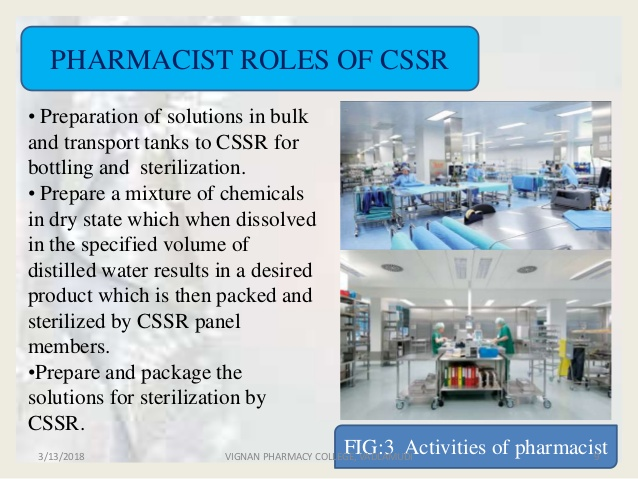 PHARMACIST ROLES OF CSSR
• Preparation of solutions in bulk
and transport tanks to CSSR for
bottling and sterilization.
• Prepare a mixture of chemicals
in dry state which when dissolved
in the specified volume of
distilled water results in a desired
product which is then packed and
sterilized by CSSR panel
members.
•Prepare and package the
solutions for sterilization by
CSSR.
FIG:3 Activities of pharmacist
3/13/2018 VIGNAN PHARMACY COLLEGE,